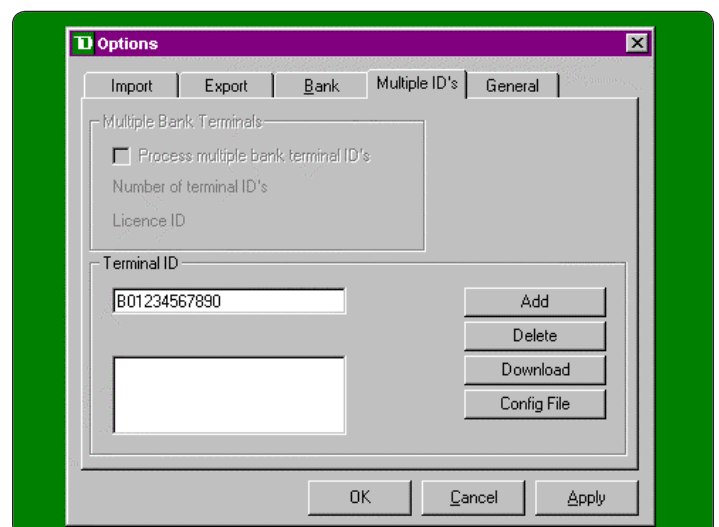 TD Options
Import Export Bank Multiple ID's General
Multiple Bank Terminals
Process multiple bank terminal ID's
Number of terminal ID's
Licence ID
Terminal ID
B01234567890
Add
Delete
Download
Config File
OK Cancel Apply